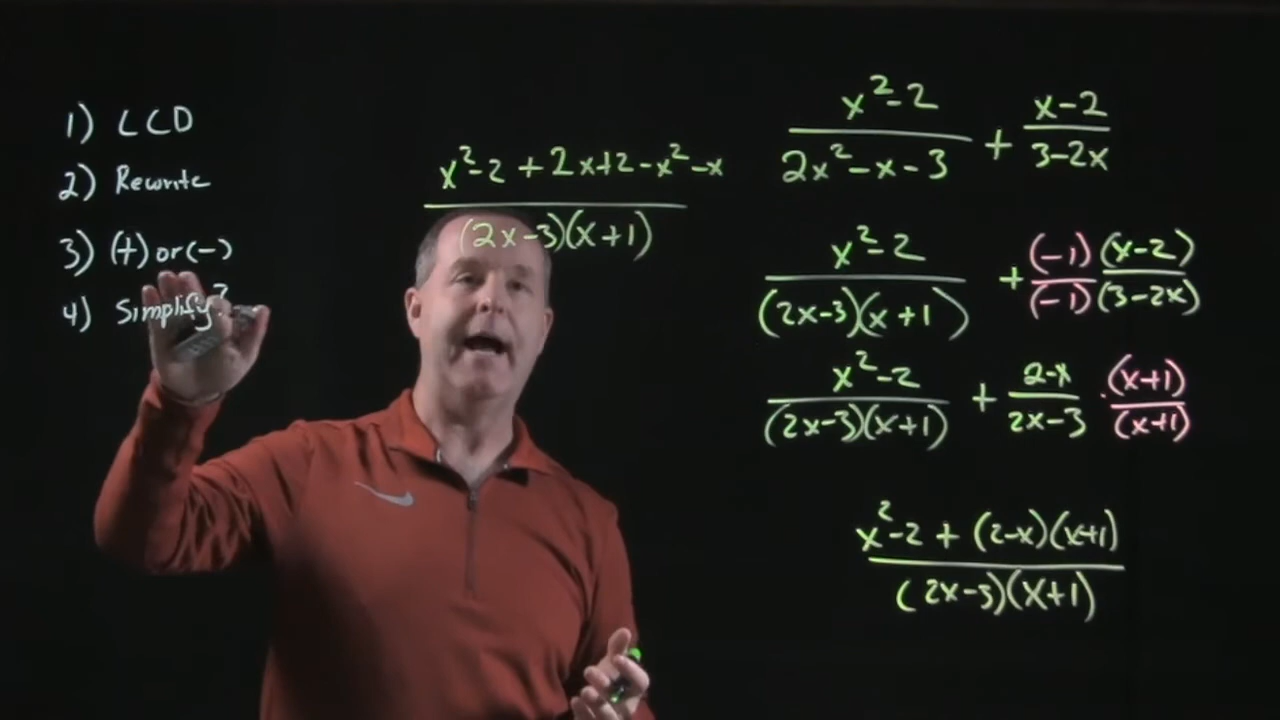 1) LCD
2) Rewrite
3) (+) or (-)
4) Simplify?
x²-2 + 2x+2-x²-x
(2x-3)(x+1)
x²-2 + x-2
2x²-x-3 3-2x
x²-2 + (-1)(x-2)
(2x-3)(x+1) (-1)(3-2x)
x²-2 + 2-x · (x+1)
(2x-3)(x+1) 2x-3 (x+1)
x²-2 + (2-x)(x+1)
(2x-3)(x+1)